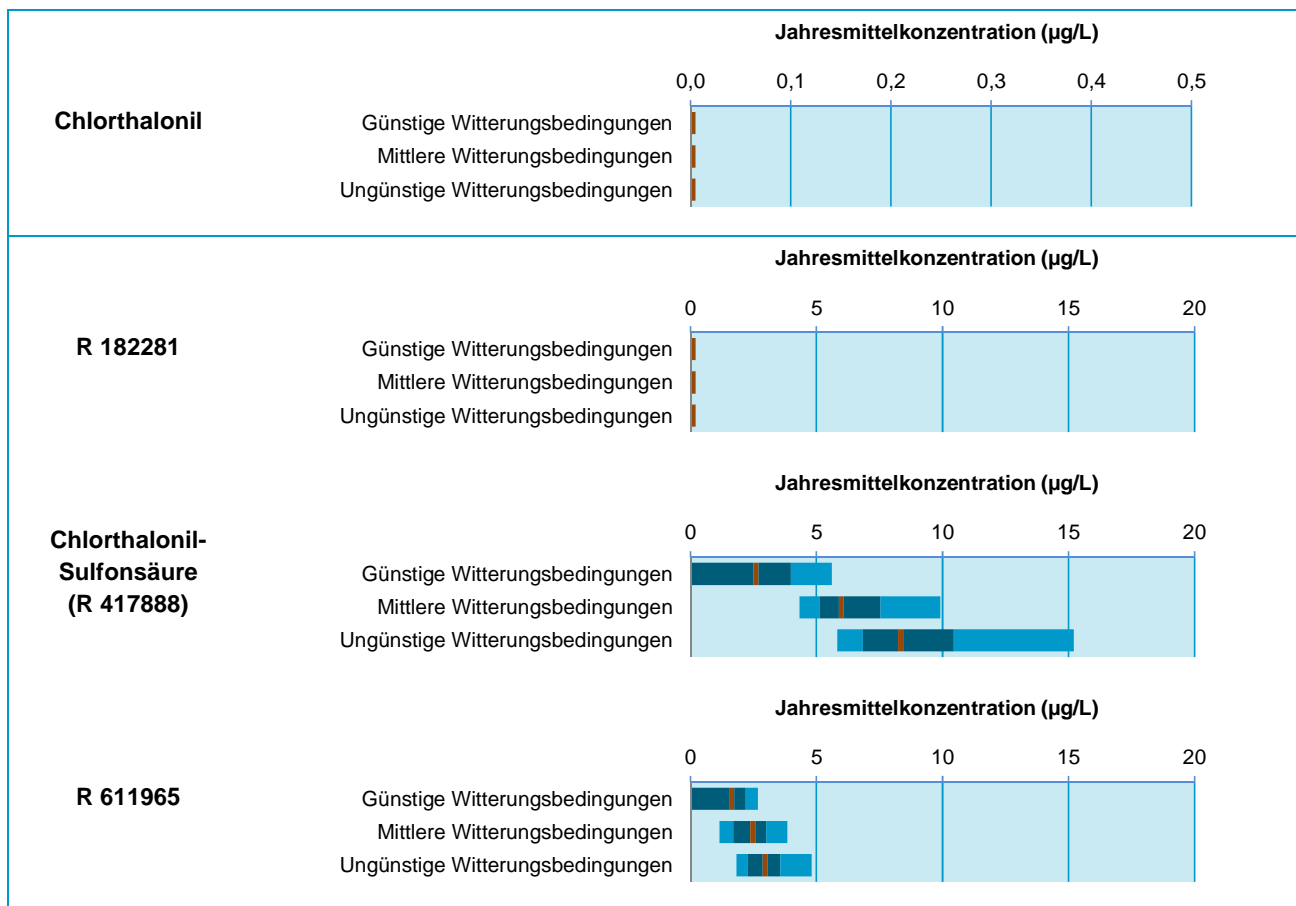 Jahresmittelkonzentration (µg/L)
0,0 0,1 0,2 0,3 0,4 0,5
Chlorthalonil
Günstige Witterungsbedingungen
Mittlere Witterungsbedingungen
Ungünstige Witterungsbedingungen
Jahresmittelkonzentration (µg/L)
0 5 10 15 20
R 182281
Günstige Witterungsbedingungen
Mittlere Witterungsbedingungen
Ungünstige Witterungsbedingungen
Jahresmittelkonzentration (µg/L)
0 5 10 15 20
Chlorthalonil-
Sulfonsäure
(R 417888)
Günstige Witterungsbedingungen
Mittlere Witterungsbedingungen
Ungünstige Witterungsbedingungen
Jahresmittelkonzentration (µg/L)
0 5 10 15 20
R 611965
Günstige Witterungsbedingungen
Mittlere Witterungsbedingungen
Ungünstige Witterungsbedingungen